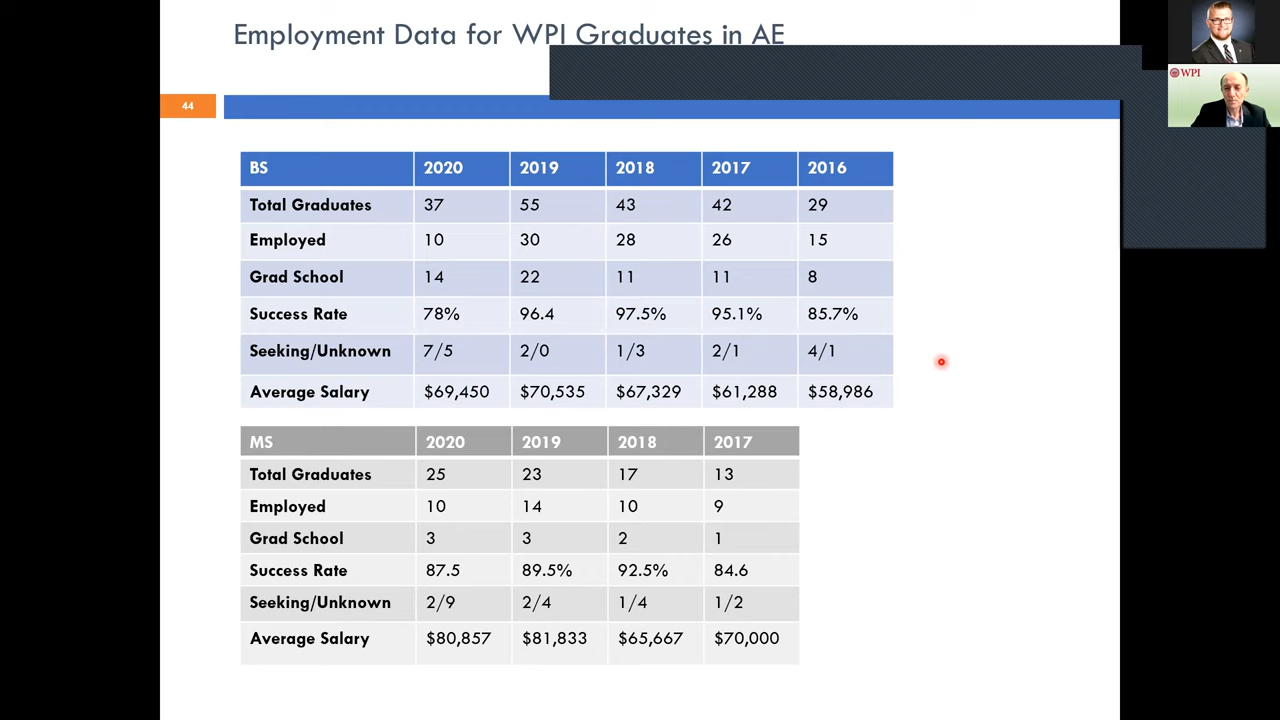 Employment Data for WPI Graduates in AE
WPI
44
BS 2020 2019 2018 2017 2016
Total Graduates 37 55 43 42 29
Employed 10 30 28 26 15
Grad School 14 22 11 11 8
Success Rate 78% 96.4 97.5% 95.1% 85.7%
Seeking/Unknown 7/5 2/0 1/3 2/1 4/1
Average Salary $69,450 $70,535 $67,329 $61,288 $58,986
MS 2020 2019 2018 2017
Total Graduates 25 23 17 13
Employed 10 14 10 9
Grad School 3 3 2 1
Success Rate 87.5 89.5% 92.5% 84.6
Seeking/Unknown 2/9 2/4 1/4 1/2
Average Salary $80,857 $81,833 $65,667 $70,000